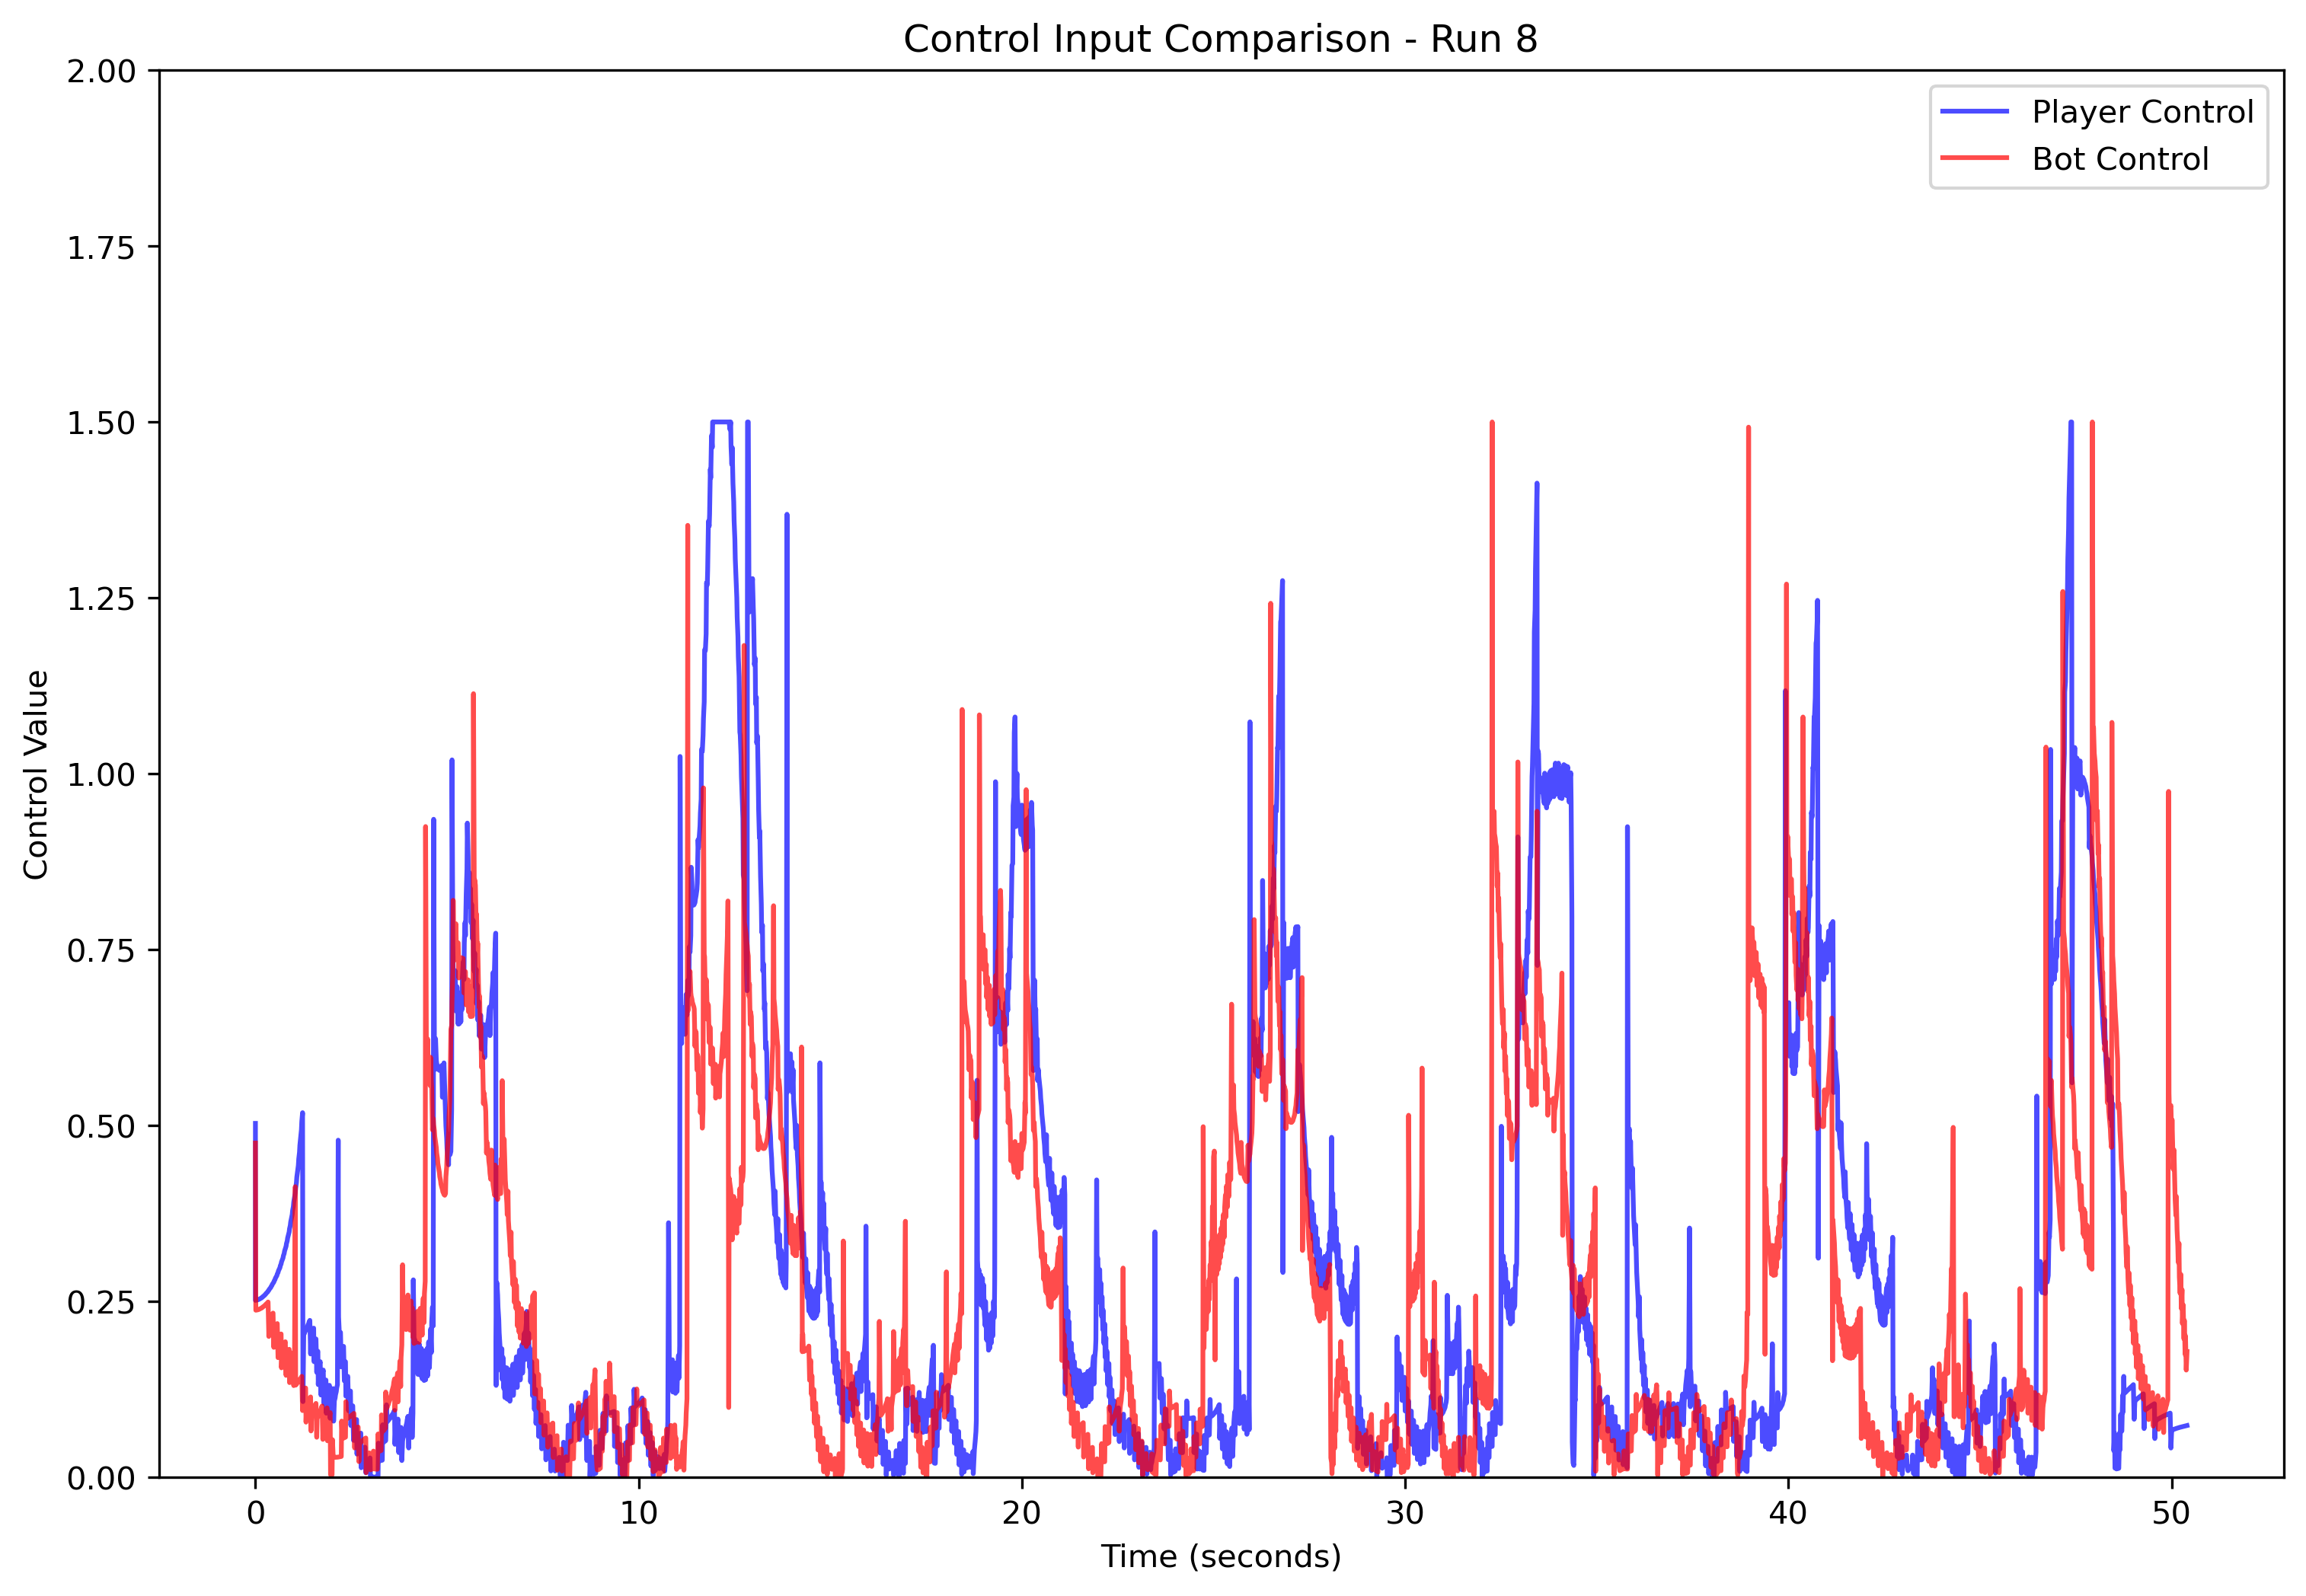 Control Input Comparison - Run 8
Player Control
Bot Control
Control Value
2.00
1.75
1.50
1.25
1.00
0.75
0.50
0.25
0.00
0 10 20 30 40 50
Time (seconds)